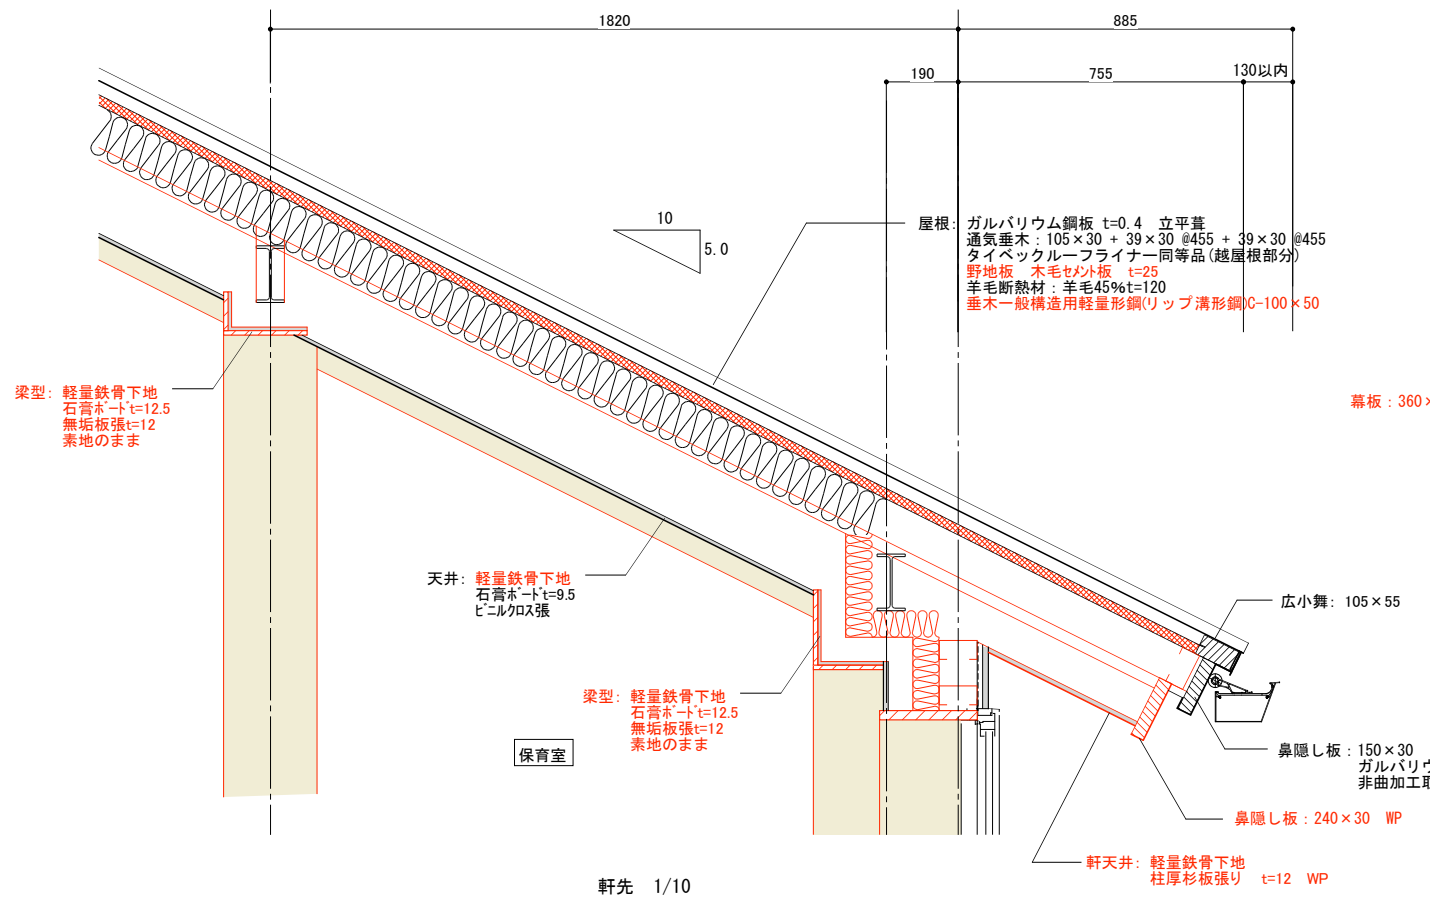 1820
885
190
755
130以内
10
5.0
屋根: ガルバリウム鋼板 t=0.4 立平葺
通気垂木：105×30 + 39×30 @455 + 39×30 @455
タイベックルーフライナー同等品(越屋根部分)
野地板 木毛セメント板 t=25
羊毛断熱材：羊毛45%t=120
垂木一般構造用軽量形鋼(リップ溝形鋼)C-100×50
梁型: 軽量鉄骨下地
石膏ボードt=12.5
無垢板張t=12
素地のまま
幕板：360×
天井: 軽量鉄骨下地
石膏ボードt=9.5
ビニルクロス張
広小舞: 105×55
梁型: 軽量鉄骨下地
石膏ボードt=12.5
無垢板張t=12
素地のまま
保育室
鼻隠し板：150×30
ガルバリウ
非曲加工取
鼻隠し板：240×30 WP
軒天井: 軽量鉄骨下地
柱厚杉板張り t=12 WP
軒先 1/10